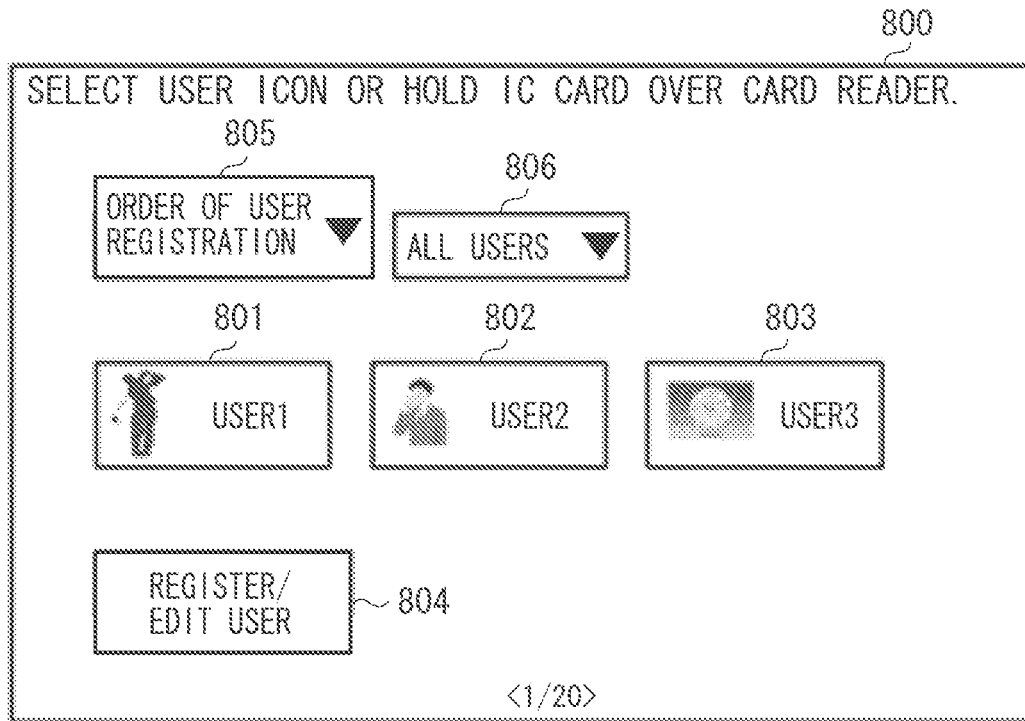 800
SELECT USER ICON OR HOLD IC CARD OVER CARD READER.
805
806
ORDER OF USER
REGISTRATION
ALL USERS
801
802
803
USER1
USER2
USER3
REGISTER/
EDIT USER
804
<1/20>